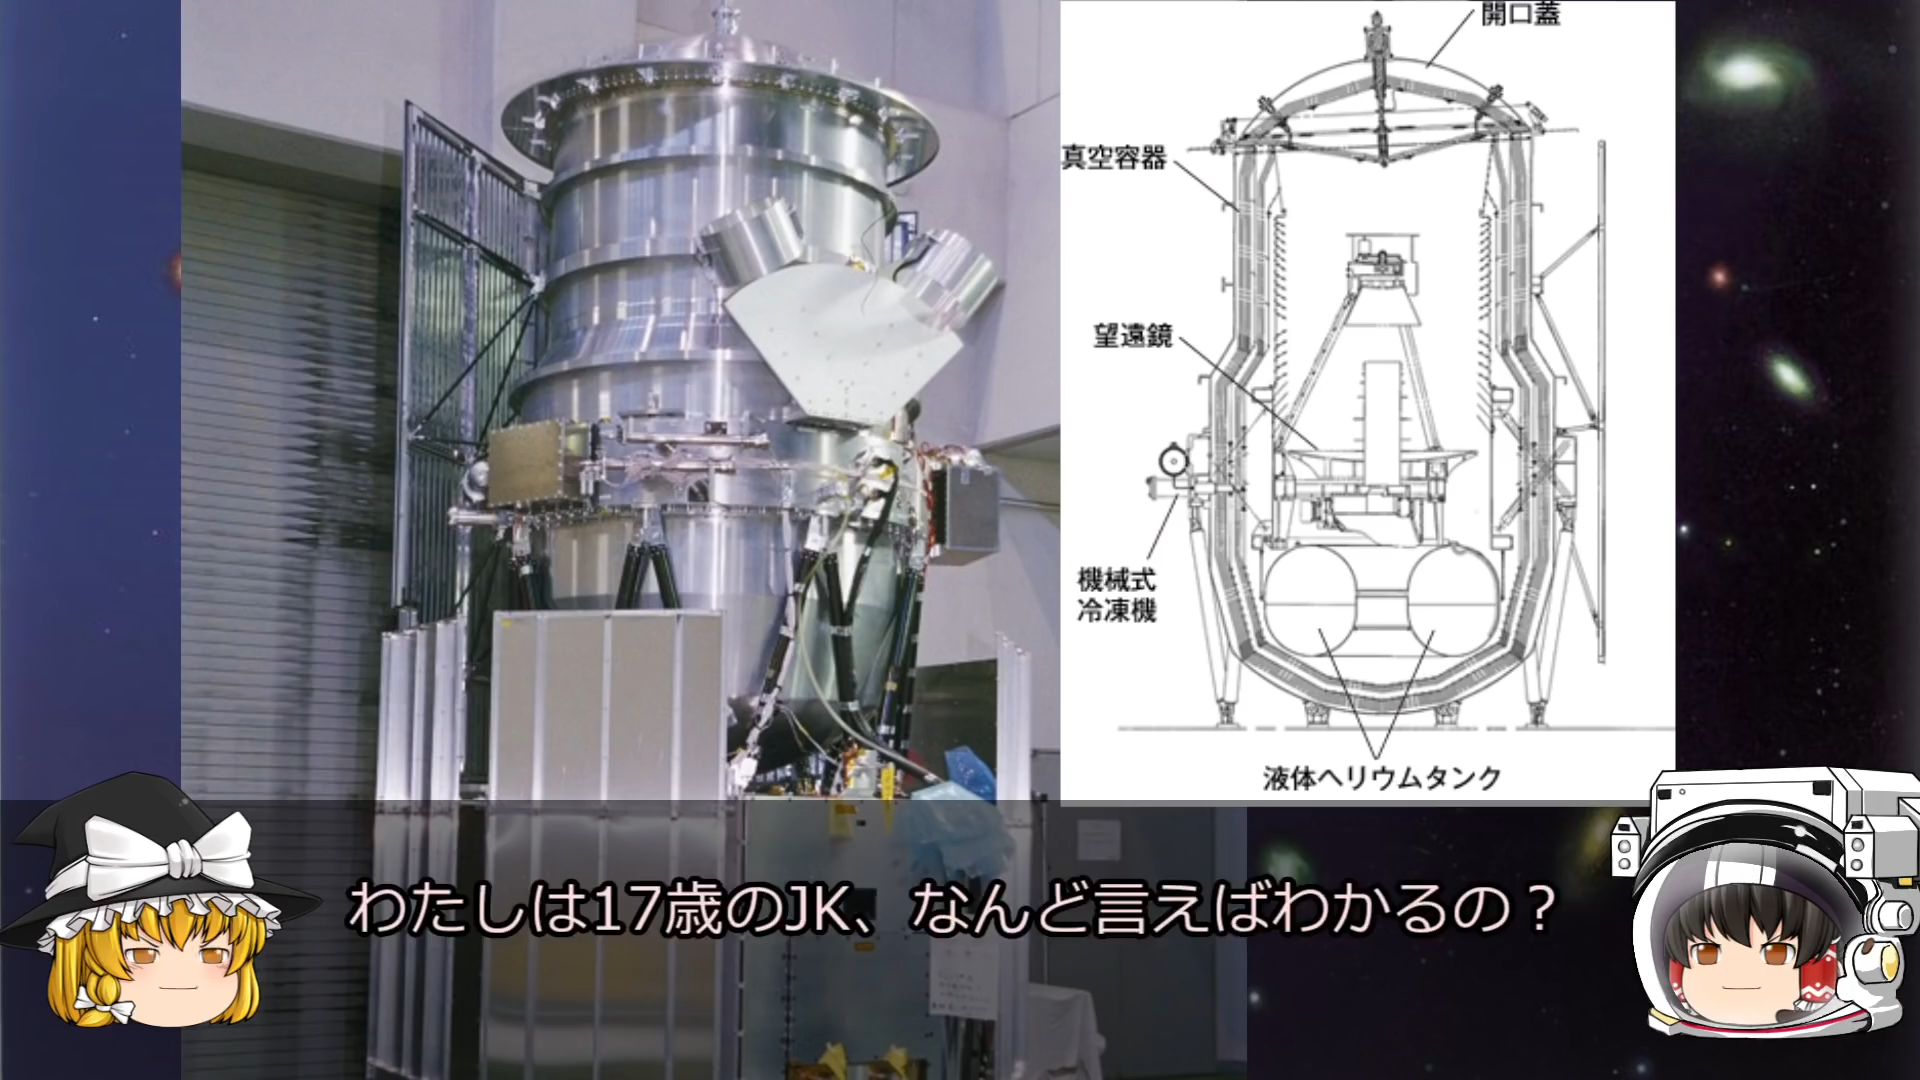 開口蓋
真空容器
望遠鏡
機械式
冷凍機
液体ヘリウムタンク
わたしは17歳のJK、なんど言えばわかるの？